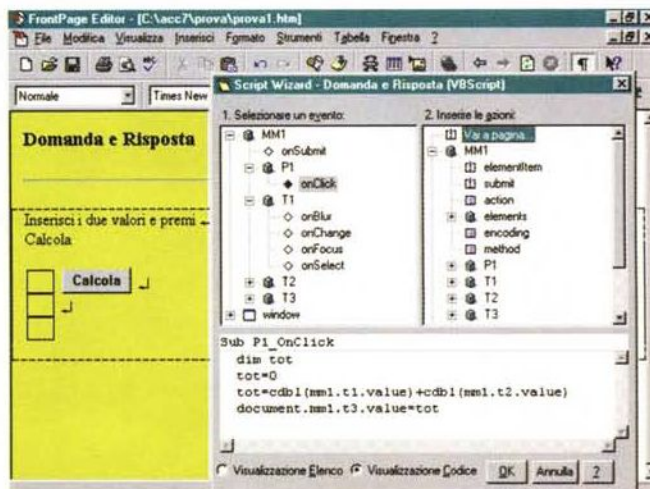 FrontPage Editor - [C:\acc7\prova\prova1.htm]
File Modifica Visualizza Inserisci Formato Strumenti Tabella Finestra ?
Normale
Times New
Domanda e Risposta
Inserisci i due valori e premi
Calcola
Calcola
Script Wizard - Domanda e Risposta [VBScript]
1. Selezionare un evento:
MM1
onSubmit
P1
onClick
T1
onBlur
onChange
onFocus
onSelect
T2
T3
window
2. Inserire le azioni:
Vai a pagina...
MM1
elementItem
submit
action
elements
encoding
method
P1
T1
T2
T3
Sub P1_OnClick
dim tot
tot=0
tot=cdbl(mm1.t1.value)+cdbl(mm1.t2.value)
document.mm1.t3.value=tot
Visualizzazione Elenco Visualizzazione Codice OK Annulla ?